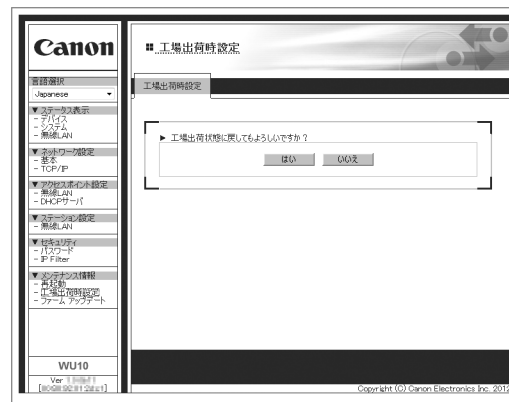 Canon
言語選択
Japanese
▼ ステータス表示
- デバイス
- システム
- 無線LAN
▼ ネットワーク設定
- 基本
- TCP/IP
▼ アクセスポイント設定
- 無線LAN
- DHCPサーバ
▼ ステーション設定
- 無線LAN
▼ セキュリティ
- パスワード
- IP Filter
▼ メンテナンス情報
- 再起動
- 工場出荷時設定
- ファーム アップデート
WU10
Ver
工場出荷時設定
工場出荷時設定
▶ 工場出荷状態に戻してもよろしいですか？
はい いいえ
Copyright (C) Canon Electronics Inc. 2012